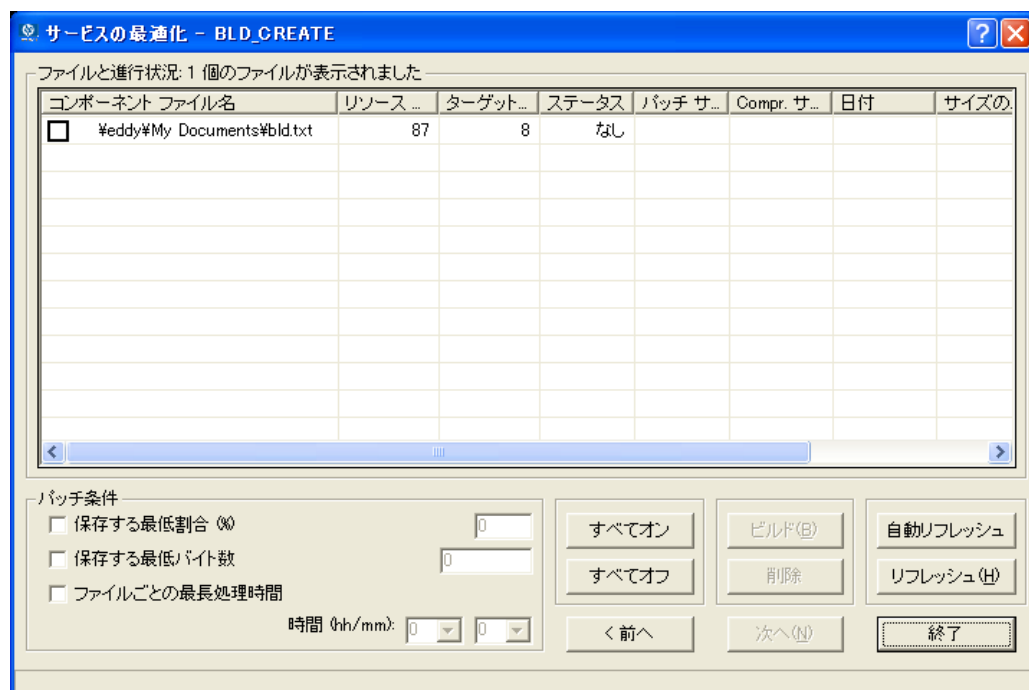 サービスの最適化 - BLD_CREATE
ファイルと進行状況: 1 個のファイルが表示されました
コンポーネント ファイル名 リソース ... ターゲット... ステータス パッチ サ... Compr. サ... 日付 サイズの.
¥eddy¥My Documents¥bld.txt 87 8 なし
パッチ条件
保存する最低割合 (%) 0
保存する最低バイト数 0
ファイルごとの最長処理時間
時間 (hh/mm): 0 0
すべてオン
すべてオフ
< 前へ
ビルド(B)
削除
次へ(N)
自動リフレッシュ
リフレッシュ(H)
終了